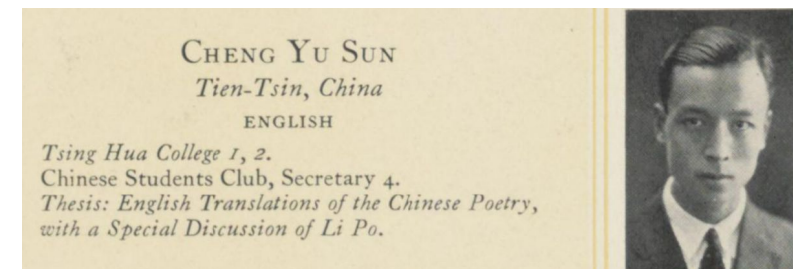 Cheng Yu Sun
Tien-Tsin, China
ENGLISH
Tsing Hua College 1, 2.
Chinese Students Club, Secretary 4.
Thesis: English Translations of the Chinese Poetry,
with a Special Discussion of Li Po.